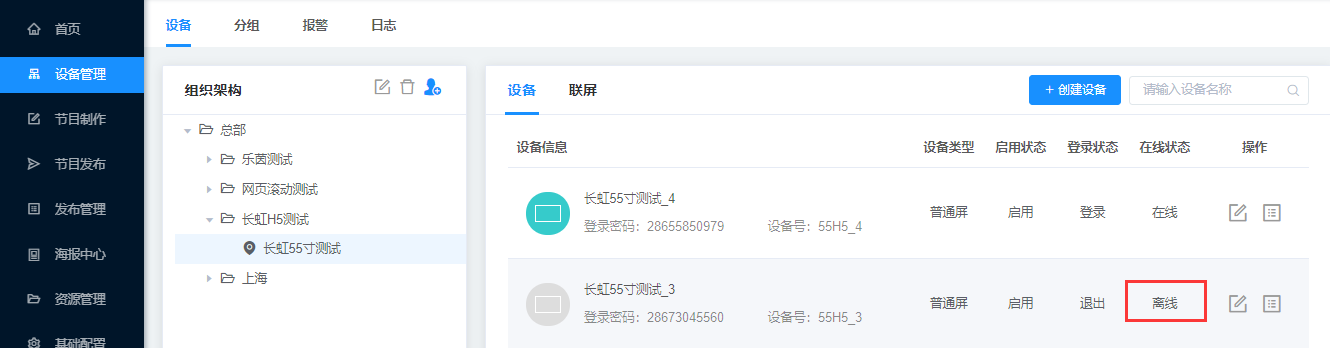 首页
设备管理
节目制作
节目发布
发布管理
海报中心
资源管理
基础配置
设备 分组 报警 日志
组织架构
总部
乐茵测试
网页滚动测试
长虹H5测试
长虹55寸测试
上海
设备 联屏 + 创建设备 请输入设备名称
设备信息 设备类型 启用状态 登录状态 在线状态 操作
长虹55寸测试_4
登录密码：28655850979 设备号：55H5_4 普通屏 启用 登录 在线
长虹55寸测试_3
登录密码：28673045560 设备号：55H5_3 普通屏 启用 退出 离线